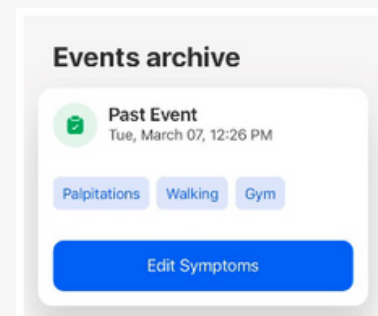 Events archive
Past Event
Tue, March 07, 12:26 PM
Palpitations Walking Gym
Edit Symptoms